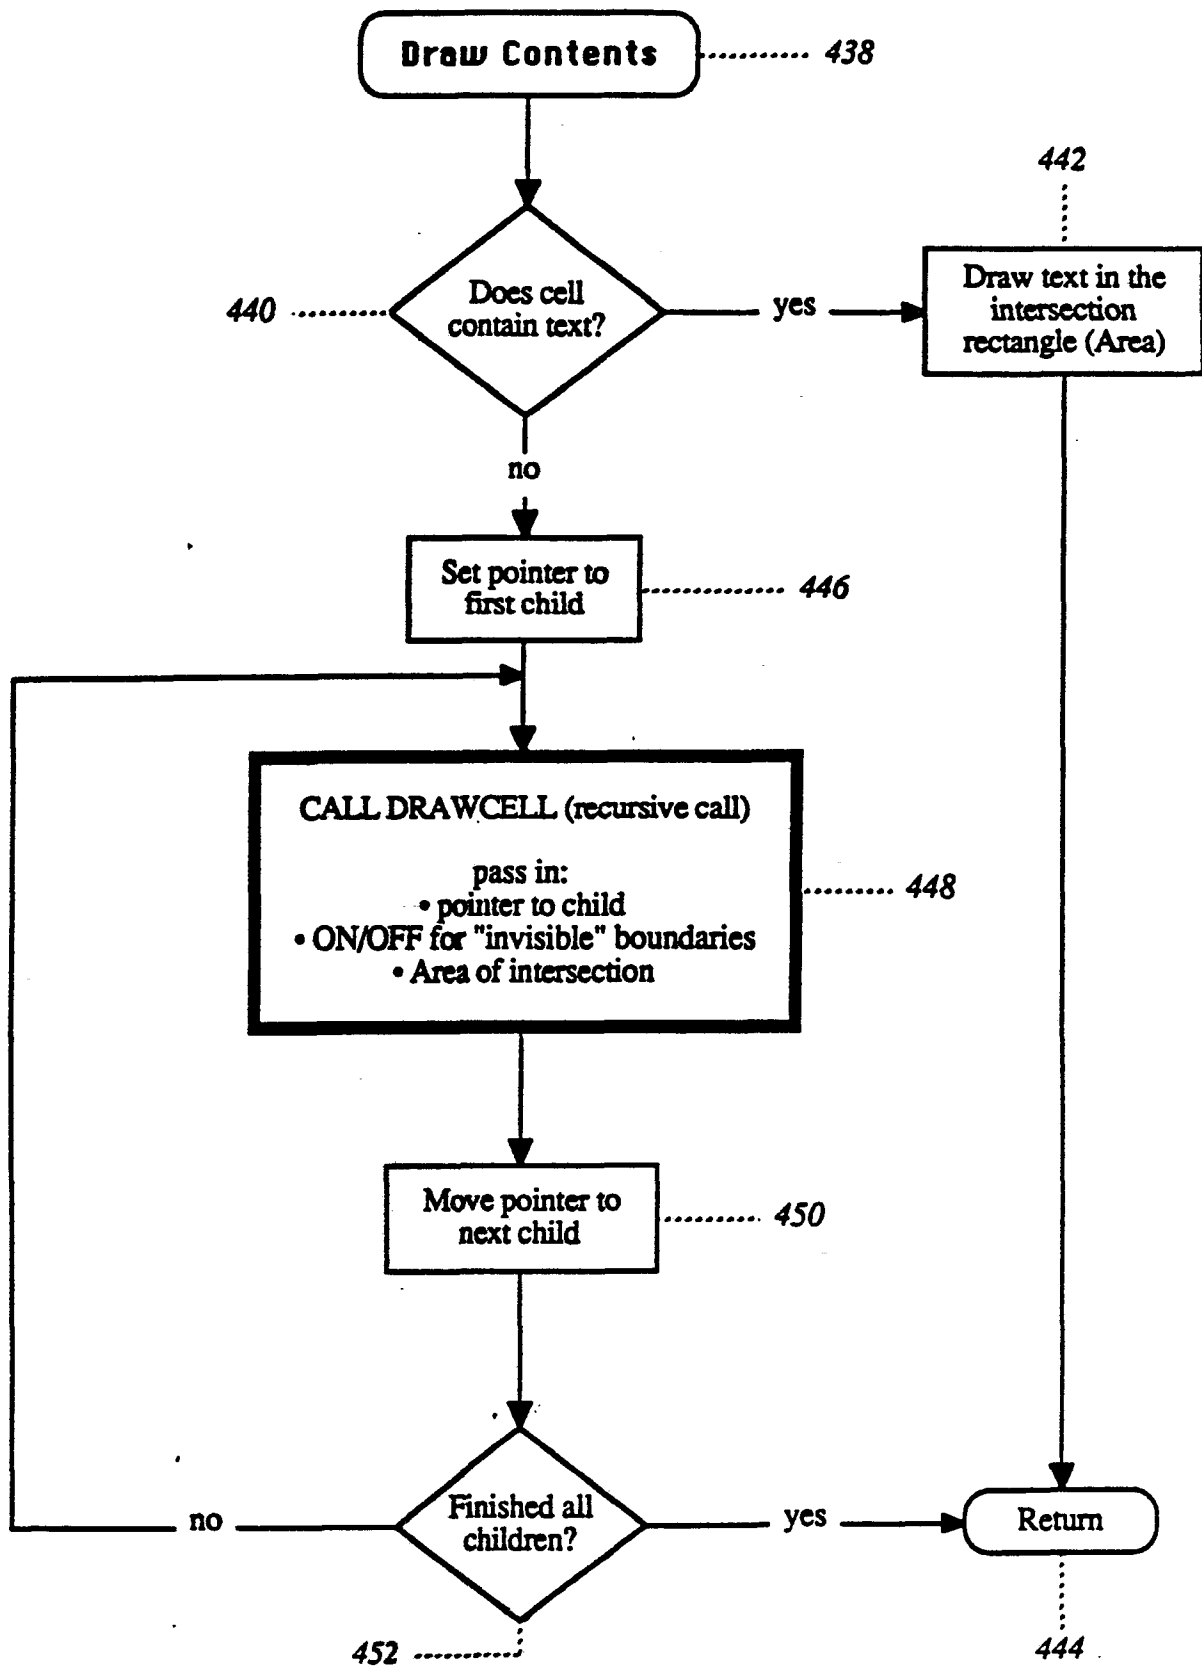 Draw Contents
438
442
Does cell
contain text?
440
yes
Draw text in the
intersection
rectangle (Area)
no
Set pointer to
first child
446
CALL DRAWCELL (recursive call)
pass in:
• pointer to child
• ON/OFF for "invisible" boundaries
• Area of intersection
448
Move pointer to
next child
450
Finished all
children?
no
yes
Return
452
444